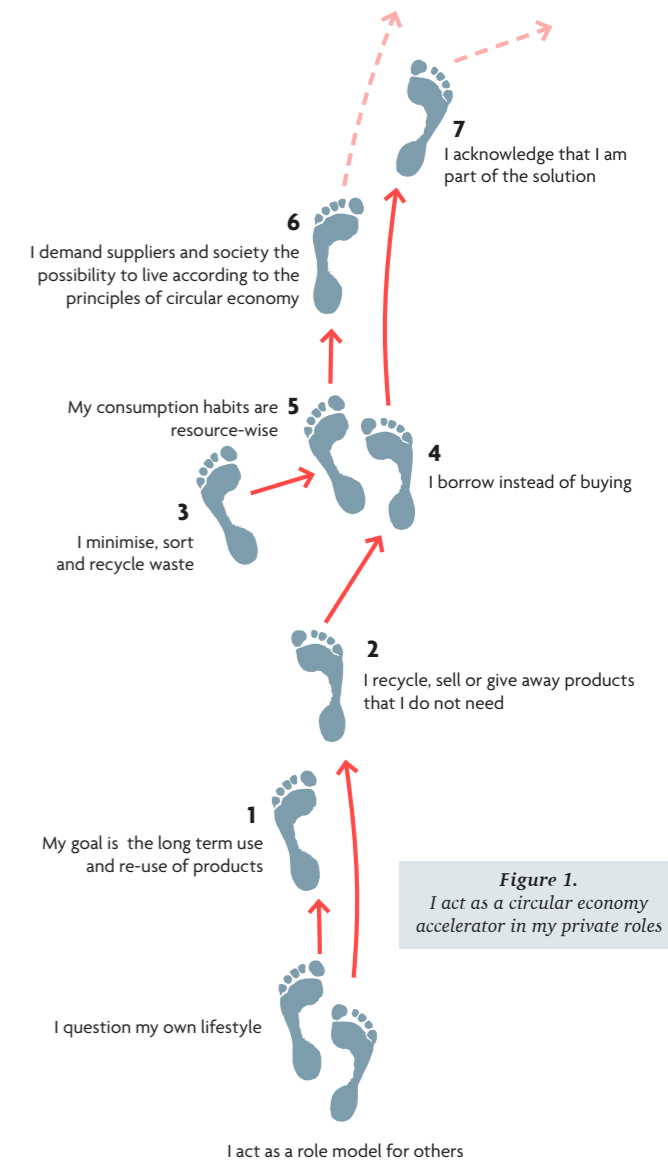 7
I acknowledge that I am
part of the solution
6
I demand suppliers and society the
possibility to live according to the
principles of circular economy
My consumption habits are
resource-wise
5
4
I borrow instead of buying
3
I minimise, sort
and recycle waste
2
I recycle, sell or give away products
that I do not need
1
My goal is the long term use
and re-use of products
Figure 1.
I act as a circular economy
accelerator in my private roles
I question my own lifestyle
I act as a role model for others